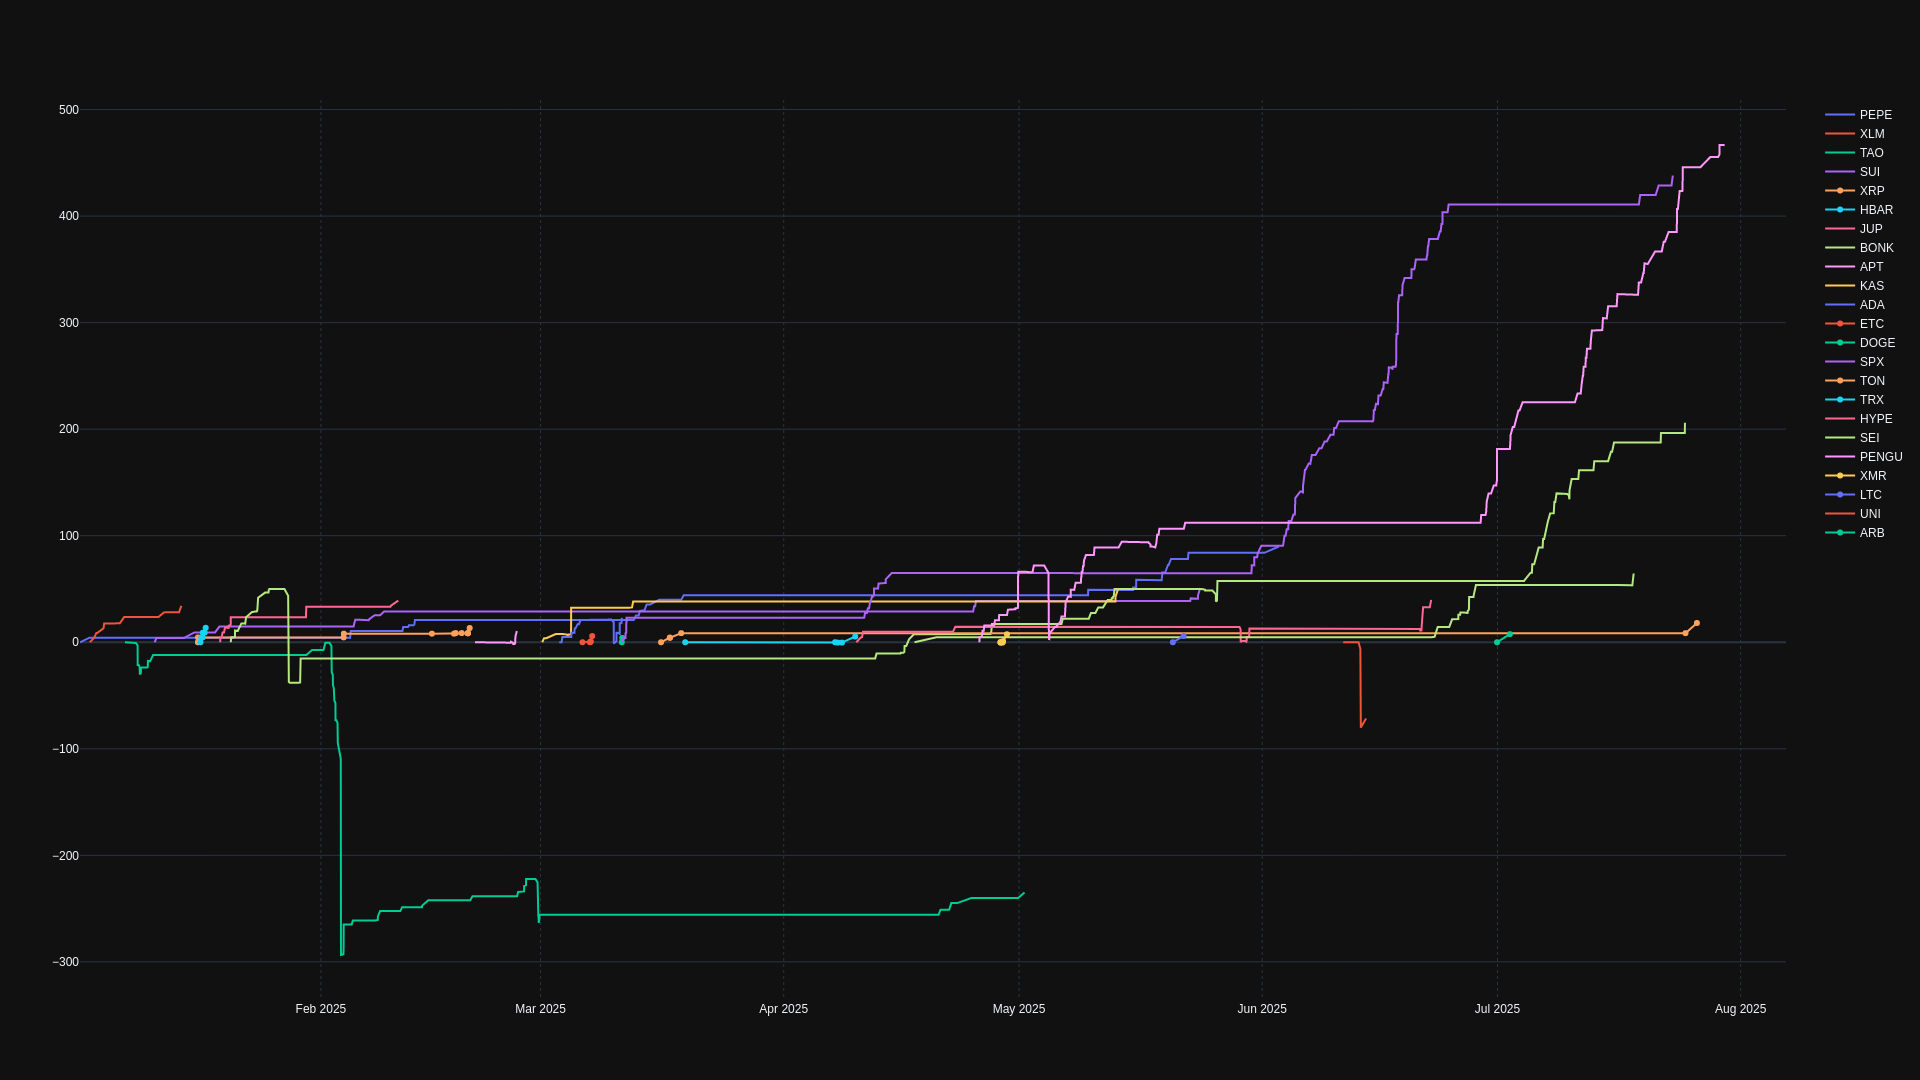 500
400
300
200
100
0
−100
−200
−300
Feb 2025
Mar 2025
Apr 2025
May 2025
Jun 2025
Jul 2025
Aug 2025
PEPE
XLM
TAO
SUI
XRP
HBAR
JUP
BONK
APT
KAS
ADA
ETC
DOGE
SPX
TON
TRX
HYPE
SEI
PENGU
XMR
LTC
UNI
ARB